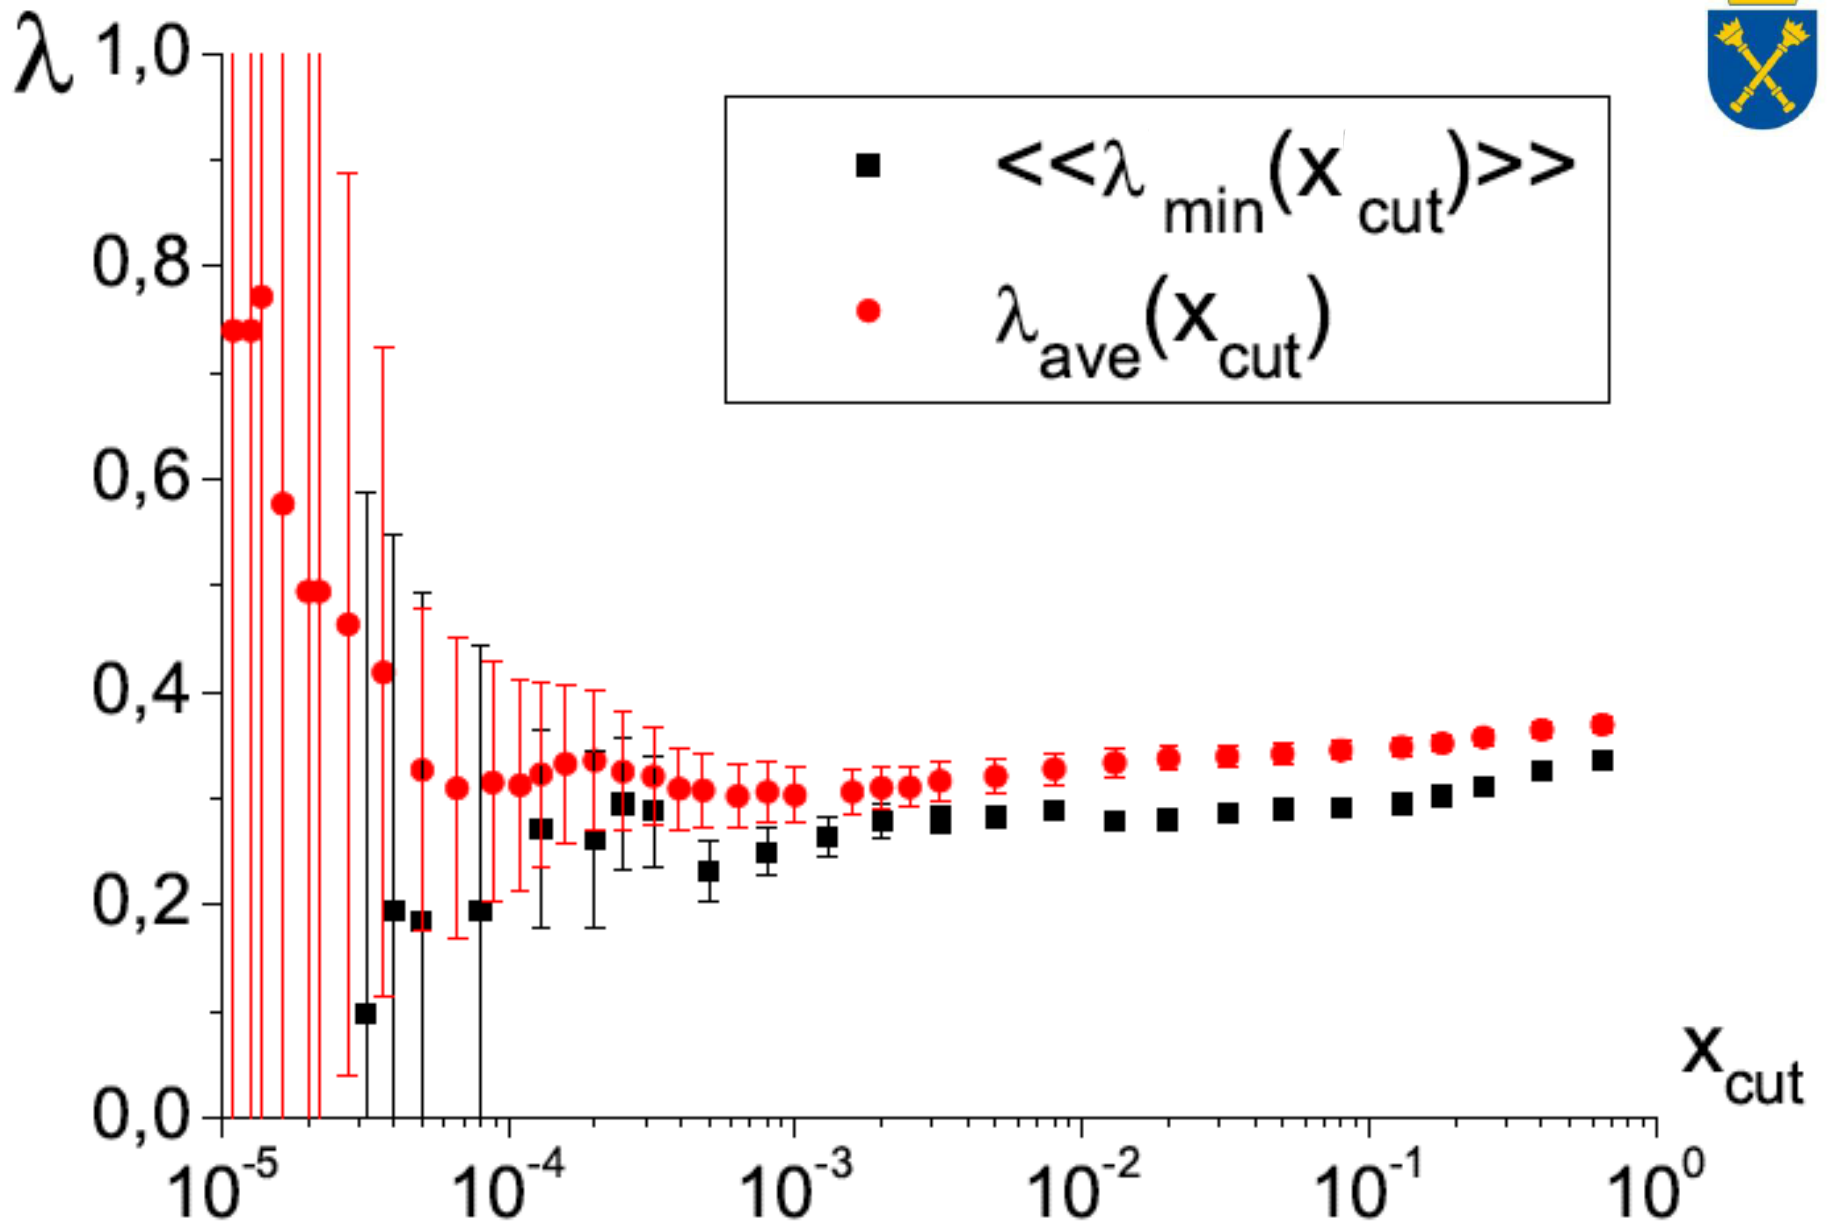 λ 1,0
<<λ min(x cut)>>
0,8
λave(xcut)
0,6
0,4
0,2
xcut
0,0
10-5 10-4 10-3 10-2 10-1 100